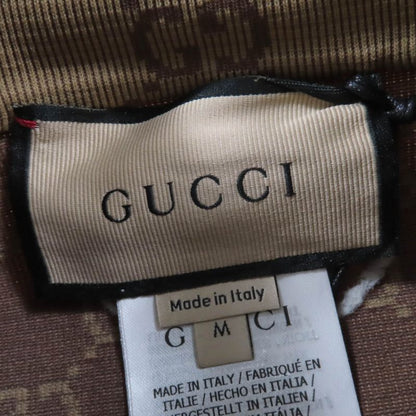 GUCCI
Made in Italy
G M CI
MADE IN ITALY / FABRIQUÉ EN
ITALIE / HECHO EN ITALIA /
HERGESTELLT IN ITALIEN /